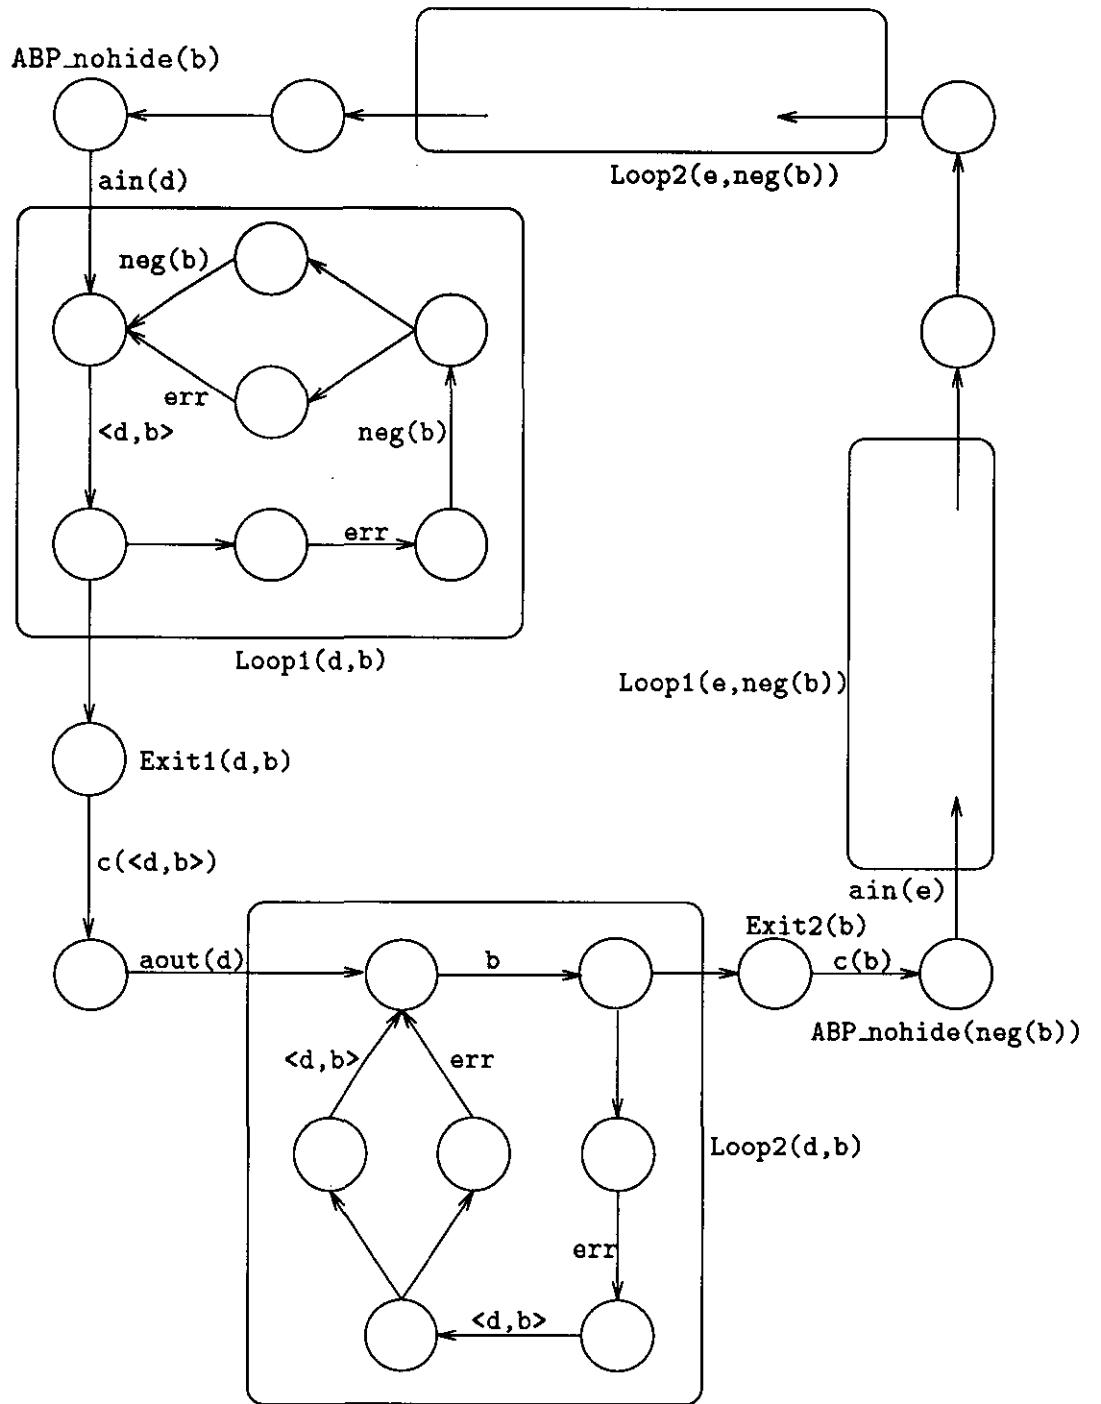 ABP_nohide(b)
Loop2(e,neg(b))
ain(d)
neg(b)
err
<d,b>
neg(b)
err
Loop1(d,b)
Loop1(e,neg(b))
Exit1(d,b)
c(<d,b>)
ain(e)
Exit2(b)
aout(d)
b
c(b)
ABP_nohide(neg(b))
<d,b>
err
Loop2(d,b)
err
<d,b>